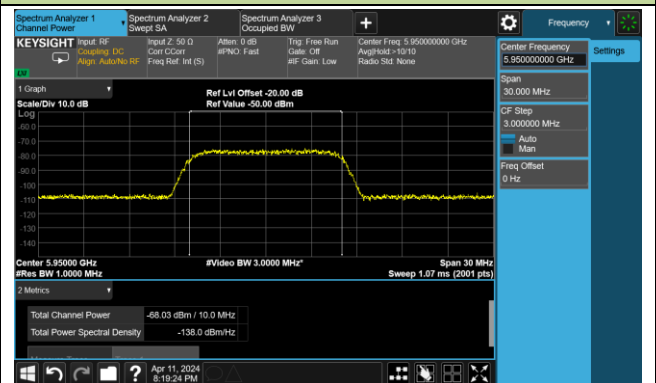 Spectrum Analyzer 1
Channel Power
Spectrum Analyzer 2
Swept SA
Spectrum Analyzer 3
Occupied BW
Frequency
KEYSIGHT
Input: RF
Coupling: DC
Align: Auto/No RF
Input Z: 50 Ω
Corr CCorr
Freq Ref: Int (S)
Atten: 0 dB
#PNO: Fast
Trig: Free Run
Gate: Off
#IF Gain: Low
Center Freq: 5.950000000 GHz
Avg|Hold:>10/10
Radio Std: None
LXI
Center Frequency
5.950000000 GHz
Settings
Span
30.000 MHz
CF Step
3.000000 MHz
Auto
Man
Freq Offset
0 Hz
1 Graph
Scale/Div 10.0 dB
Ref Lvl Offset -20.00 dB
Ref Value -50.00 dBm
Log
-60.0
-70.0
-80.0
-90.0
-100
-110
-120
-130
-140
Center 5.95000 GHz
#Res BW 1.0000 MHz
#Video BW 3.0000 MHz*
Span 30 MHz
Sweep 1.07 ms (2001 pts)
2 Metrics
Total Channel Power
-68.03 dBm / 10.0 MHz
Total Power Spectral Density
-138.0 dBm/Hz
?
Apr 11, 2024
8:19:24 PM